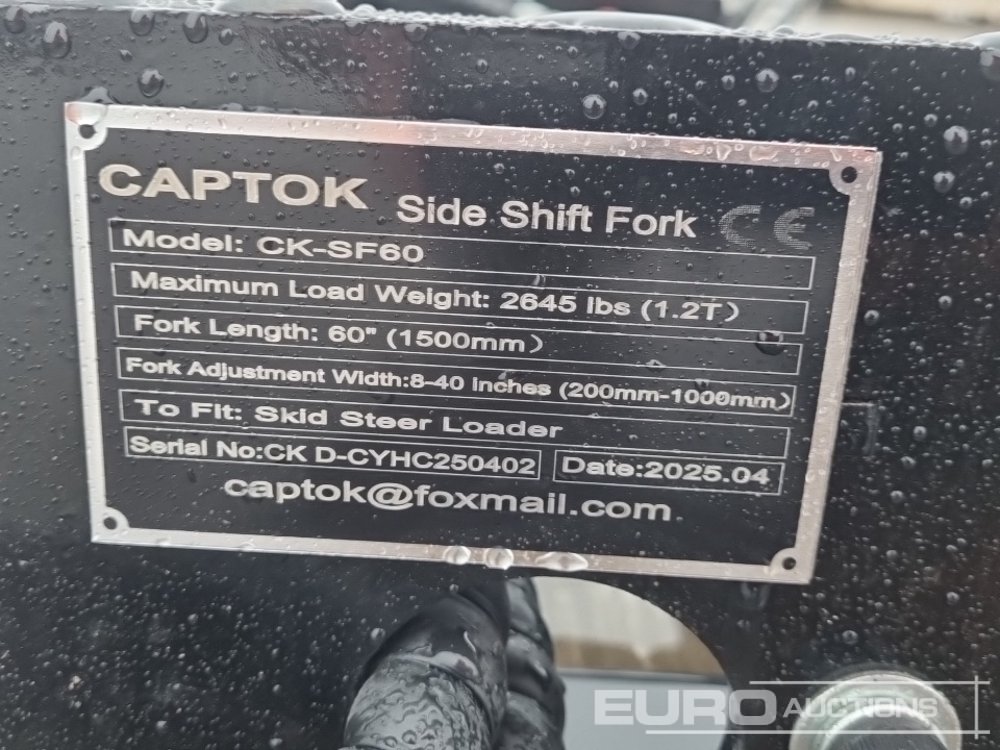 CAPTOK Side Shift Fork CE
Model: CK-SF60
Maximum Load Weight: 2645 lbs (1.2T)
Fork Length: 60" (1500mm)
Fork Adjustment Width:8-40 inches (200mm-1000mm)
To Fit: Skid Steer Loader
Serial No:CK D-CYHC250402 Date:2025.04
captok@foxmail.com
EURO AUCTIONS